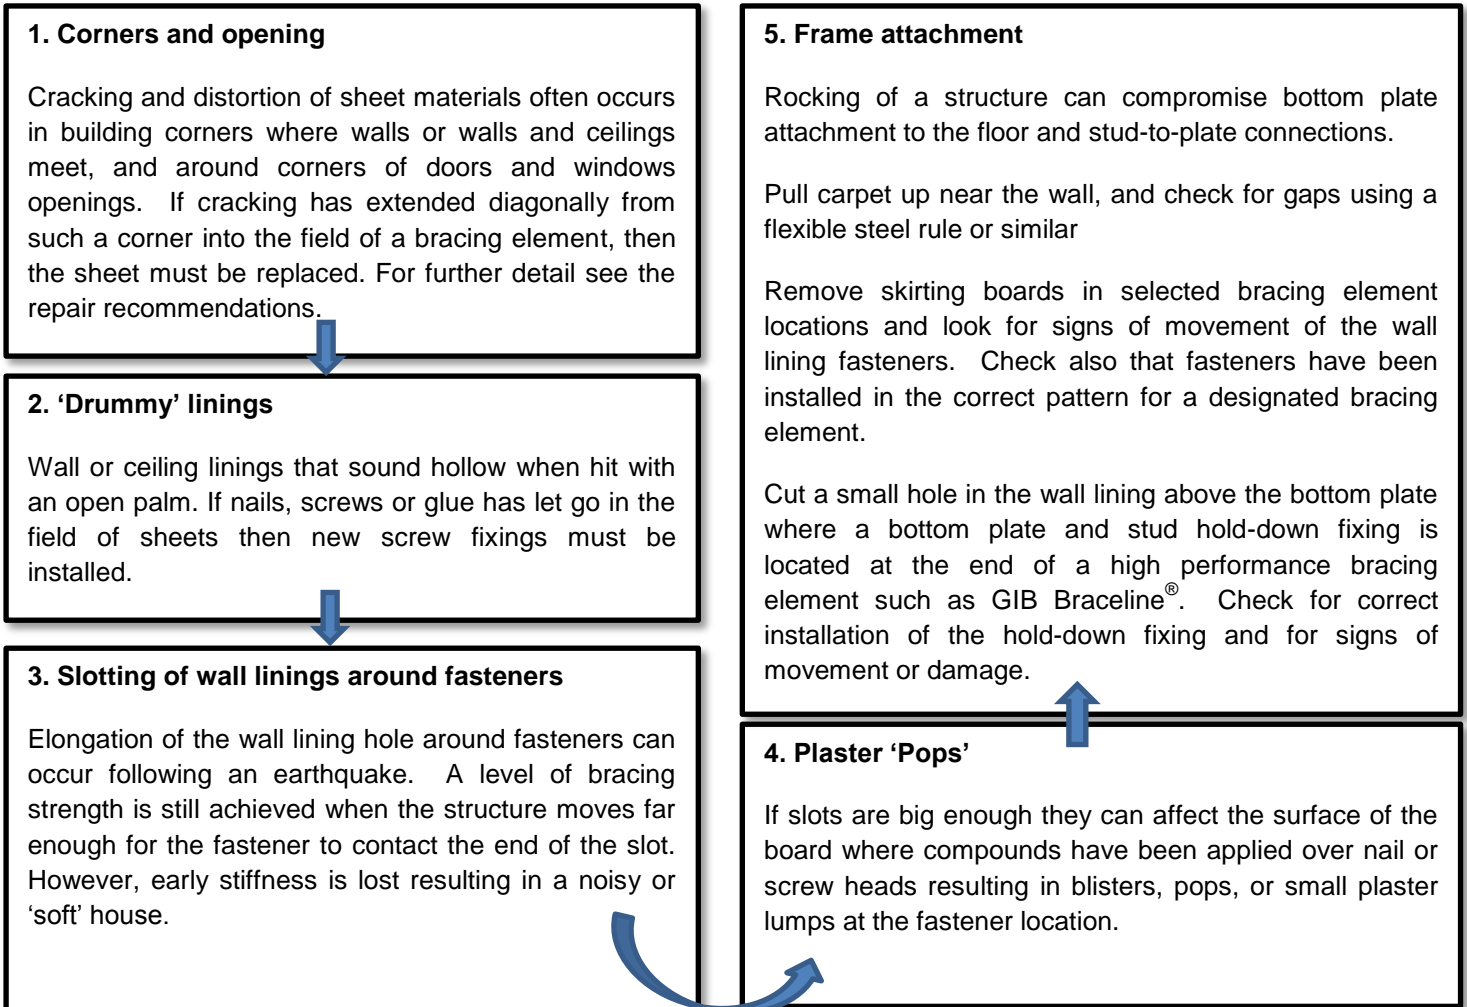 1. Corners and opening
Cracking and distortion of sheet materials often occurs
in building corners where walls or walls and ceilings
meet, and around corners of doors and windows
openings. If cracking has extended diagonally from
such a corner into the field of a bracing element, then
the sheet must be replaced. For further detail see the
repair recommendations.
2. ‘Drummy’ linings
Wall or ceiling linings that sound hollow when hit with
an open palm. If nails, screws or glue has let go in the
field of sheets then new screw fixings must be
installed.
3. Slotting of wall linings around fasteners
Elongation of the wall lining hole around fasteners can
occur following an earthquake. A level of bracing
strength is still achieved when the structure moves far
enough for the fastener to contact the end of the slot.
However, early stiffness is lost resulting in a noisy or
‘soft’ house.
4. Plaster ‘Pops’
If slots are big enough they can affect the surface of the
board where compounds have been applied over nail or
screw heads resulting in blisters, pops, or small plaster
lumps at the fastener location.
5. Frame attachment
Rocking of a structure can compromise bottom plate
attachment to the floor and stud-to-plate connections.
Pull carpet up near the wall, and check for gaps using a
flexible steel rule or similar
Remove skirting boards in selected bracing element
locations and look for signs of movement of the wall
lining fasteners. Check also that fasteners have been
installed in the correct pattern for a designated bracing
element.
Cut a small hole in the wall lining above the bottom plate
where a bottom plate and stud hold-down fixing is
located at the end of a high performance bracing
element such as GIB Braceline®. Check for correct
installation of the hold-down fixing and for signs of
movement or damage.